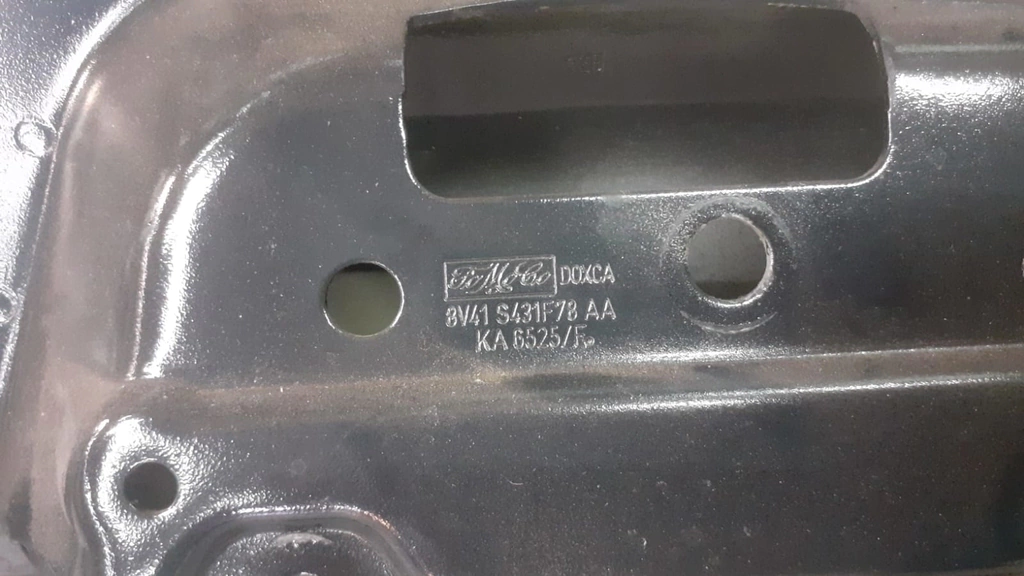 FoMoCo DOXCA
8V41 S431F78 AA
KA 6525/F